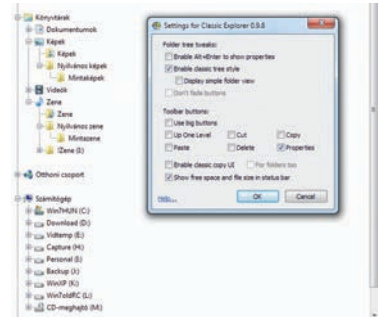 Könyvtárak
Dokumentumok
Képek
Képek
Nyilvános képek
Mintaképek
Videók
Zene
Zene
Nyilvános zene
Mintazene
Otthoni csoport
Számítógép
Win7HUN (C:)
Download (D:)
Vidtemp (E:)
Capture (H:)
Personal (I:)
Backup (J:)
WinXP (K:)
Win7oldRC (L:)
CD-meghajtó (M:)
Settings for Classic Explorer 0.9.8
Folder tree tweaks:
Enable Alt+Enter to show properties
Enable classic tree style
Display simple folder view
Don't fade buttons
Toolbar buttons:
Use big buttons
Up One Level Cut Copy
Paste Delete Properties
Enable classic copy UI For folders too
Show free space and file size in status bar
Help... OK Cancel